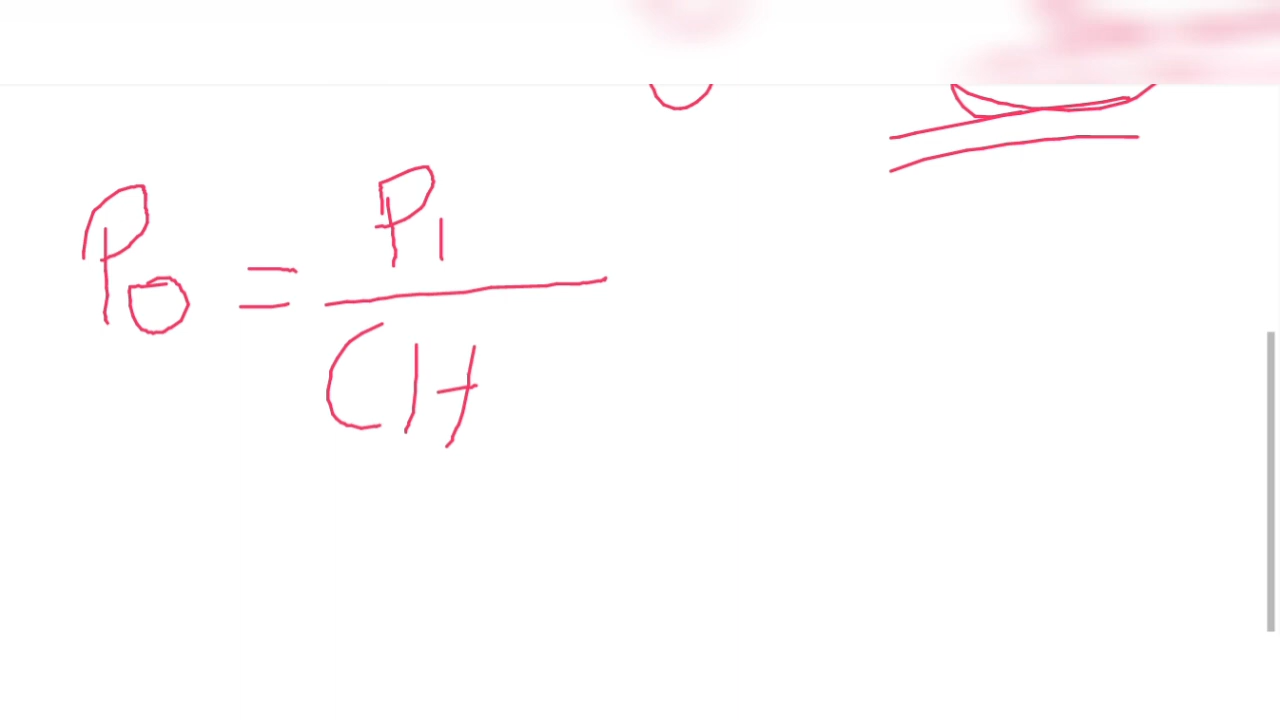 P0 = P1
(1+